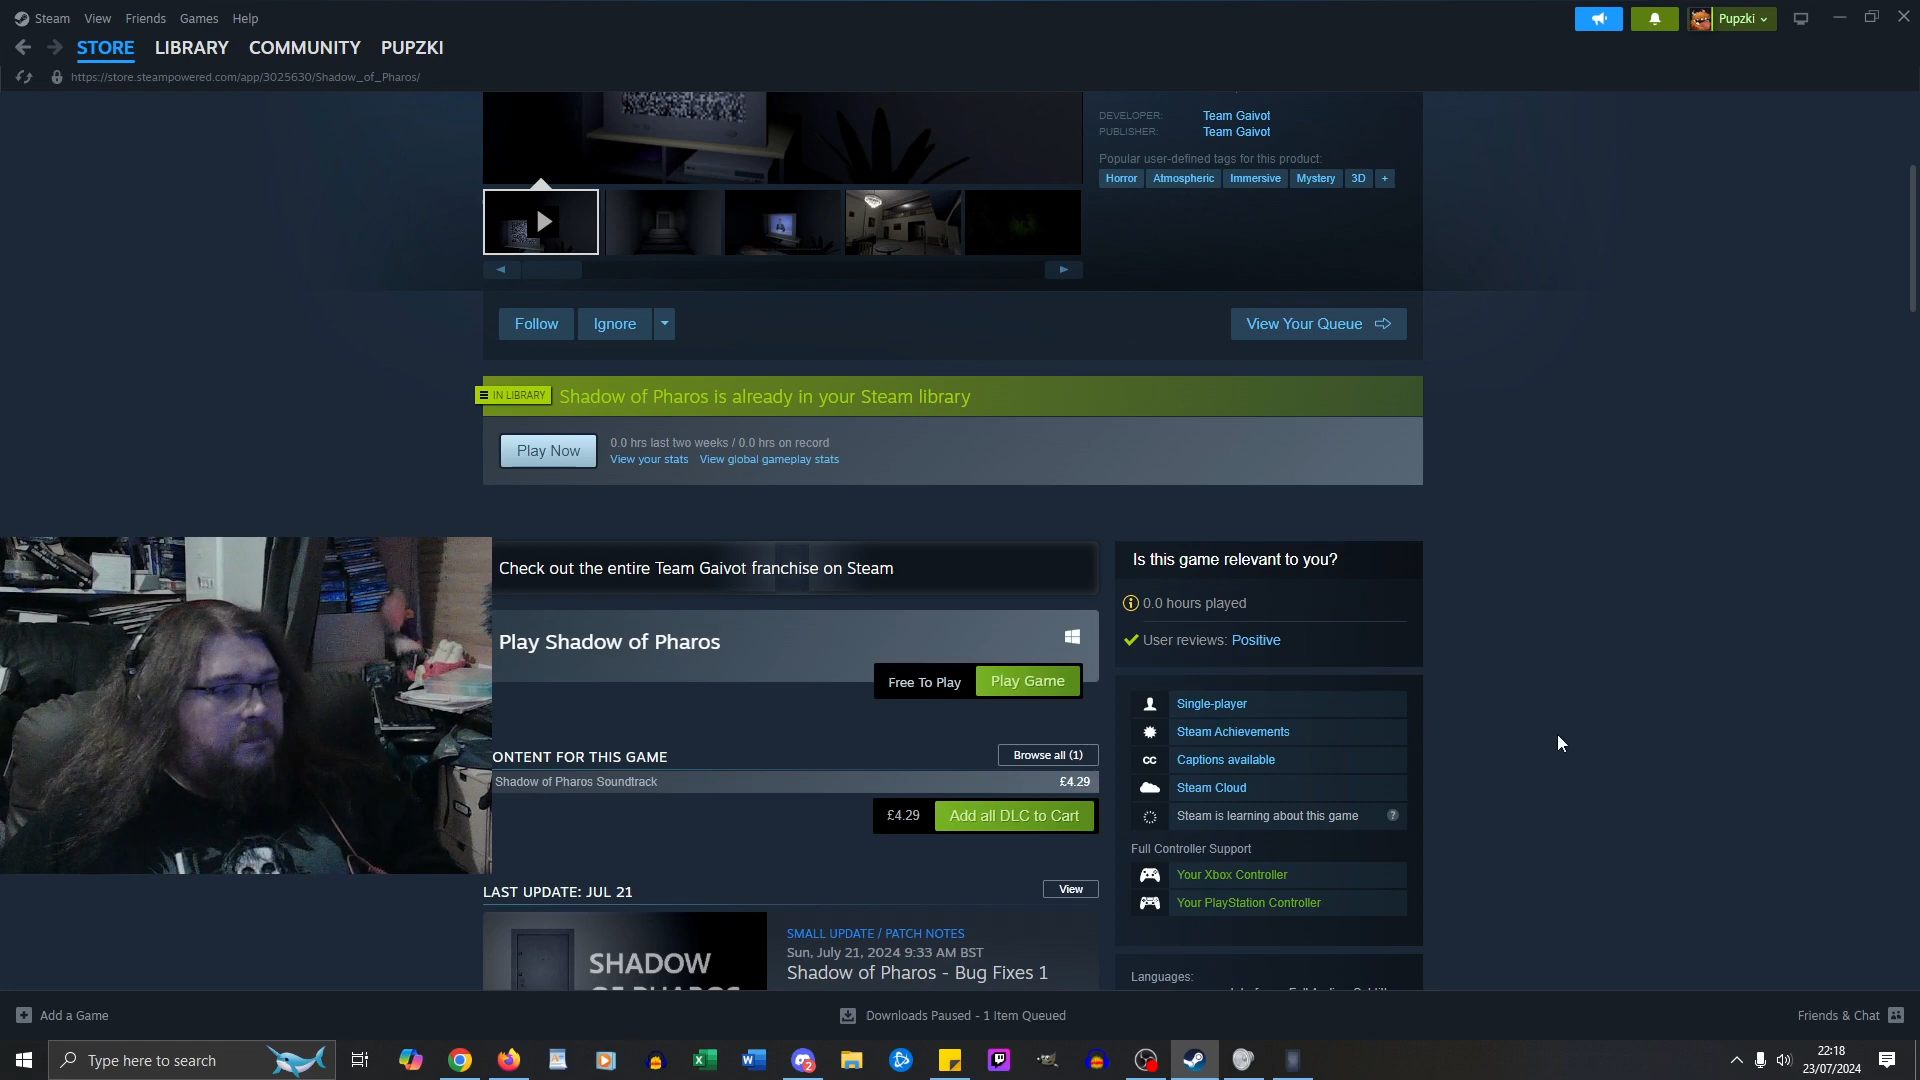 Steam View Friends Games Help
Pupzki
STORE LIBRARY COMMUNITY PUPZKI
https://store.steampowered.com/app/3025630/Shadow_of_Pharos/
DEVELOPER: Team Gaivot
PUBLISHER: Team Gaivot
Popular user-defined tags for this product:
Horror Atmospheric Immersive Mystery 3D +
Follow Ignore View Your Queue
IN LIBRARY Shadow of Pharos is already in your Steam library
Play Now
0.0 hrs last two weeks / 0.0 hrs on record
View your stats View global gameplay stats
Check out the entire Team Gaivot franchise on Steam
Is this game relevant to you?
0.0 hours played
User reviews: Positive
Play Shadow of Pharos
Free To Play Play Game
ONTENT FOR THIS GAME Browse all (1)
Shadow of Pharos Soundtrack £4.29
£4.29 Add all DLC to Cart
Single-player
Steam Achievements
CC Captions available
Steam Cloud
Steam is learning about this game ?
Full Controller Support
Your Xbox Controller
Your PlayStation Controller
LAST UPDATE: JUL 21 View
SHADOW
OF PHAROS
SMALL UPDATE / PATCH NOTES
Sun, July 21, 2024 9:33 AM BST
Shadow of Pharos - Bug Fixes 1
Languages:
Add a Game
Downloads Paused - 1 Item Queued
Friends & Chat
Type here to search
2
22:18
23/07/2024